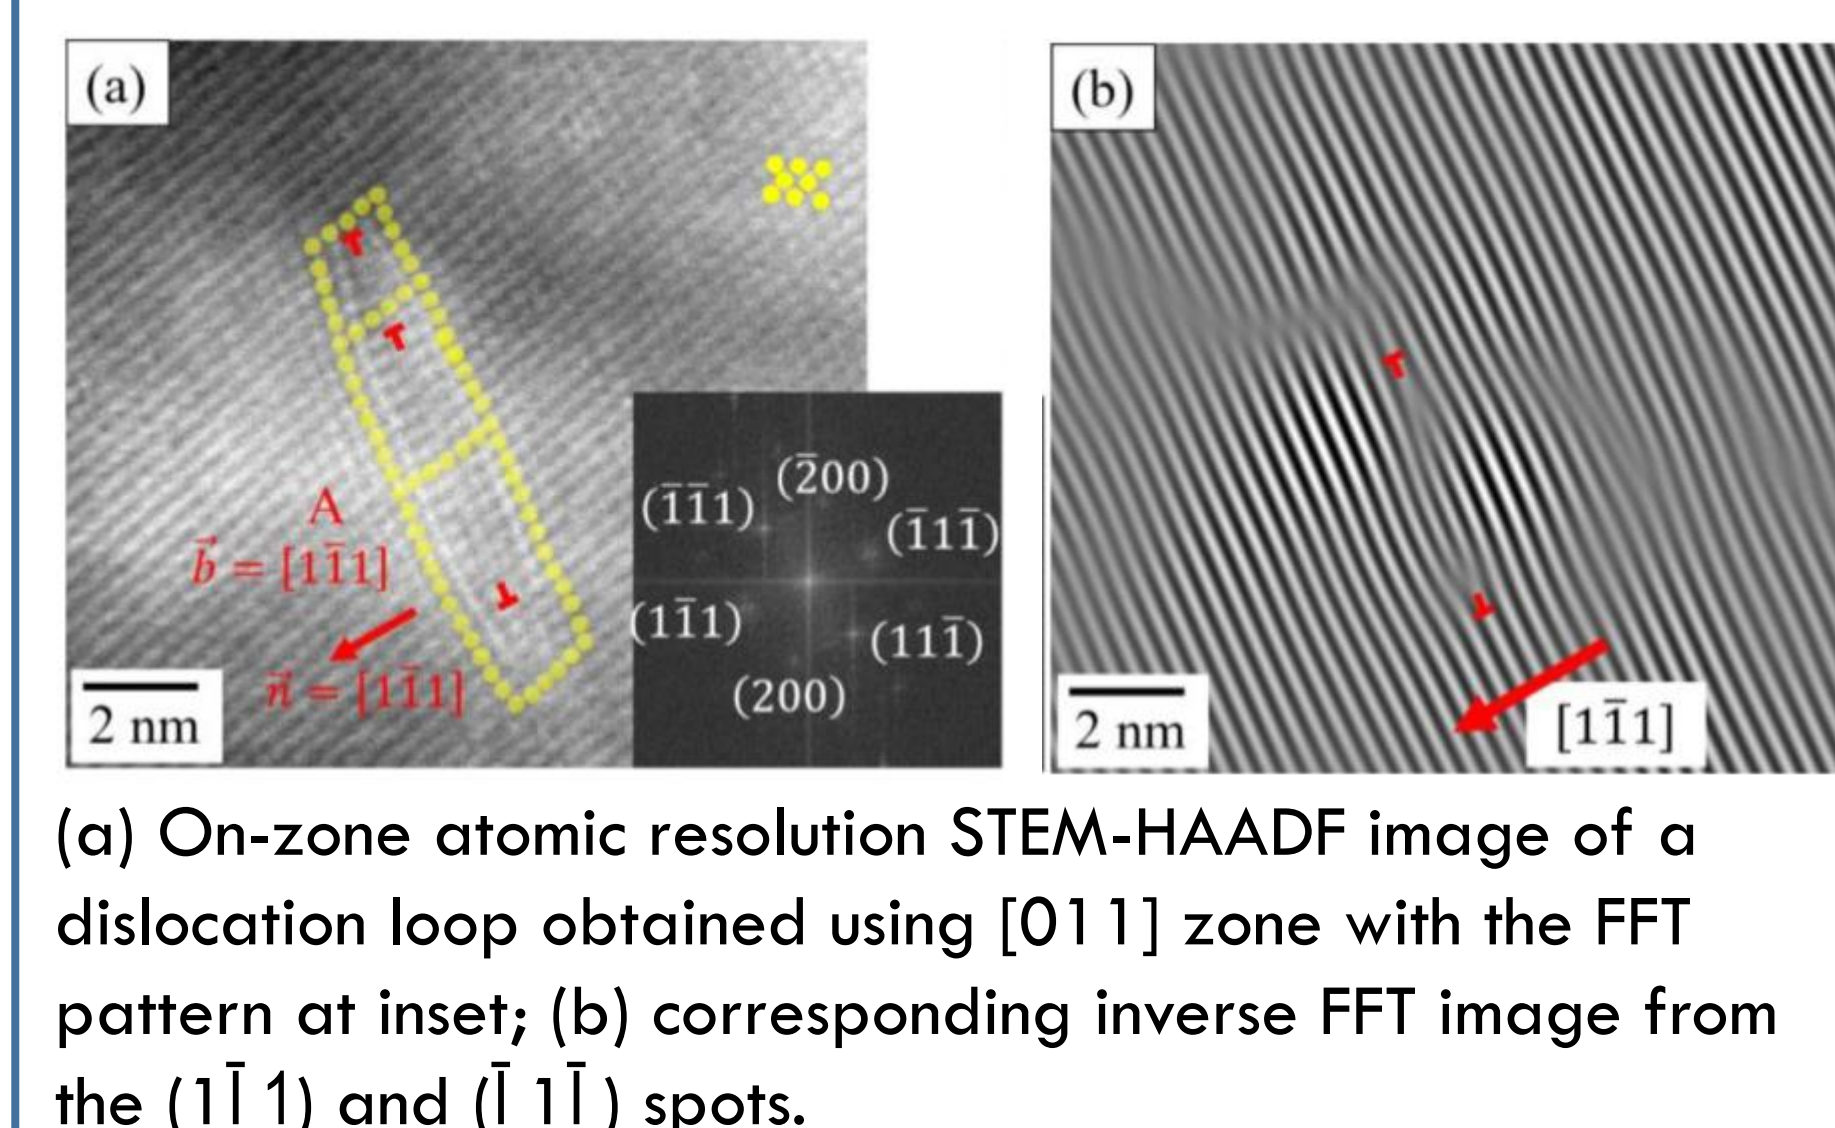 (a)
A
b⃗ = [11̄1]
n⃗ = [11̄1]
2 nm
(2̄00)
(1̄1̄1)
(1̄11̄)
(11̄1)
(111̄)
(200)
(b)
[11̄1]
2 nm
(a) On-zone atomic resolution STEM-HAADF image of a
dislocation loop obtained using [011] zone with the FFT
pattern at inset; (b) corresponding inverse FFT image from
the (11̄1) and (1̄11̄) spots.